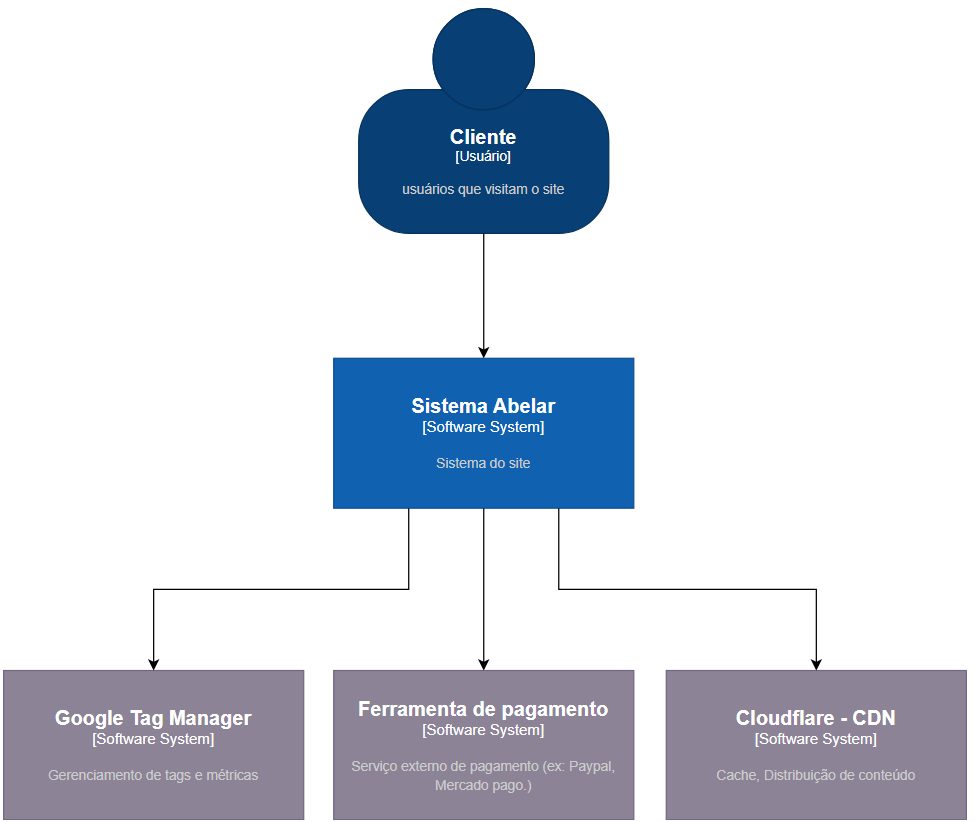 Cliente
[Usuário]
usuários que visitam o site
Sistema Abelar
[Software System]
Sistema do site
Google Tag Manager
[Software System]
Gerenciamento de tags e métricas
Ferramenta de pagamento
[Software System]
Serviço externo de pagamento (ex: Paypal,
Mercado pago.)
Cloudflare - CDN
[Software System]
Cache, Distribuição de conteúdo